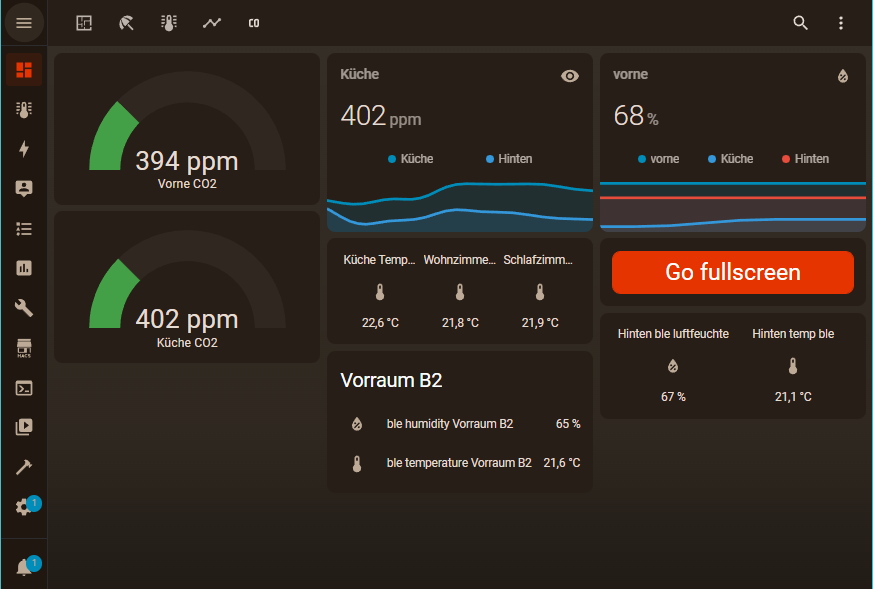 CO
394 ppm
Vorne CO2
402 ppm
Küche CO2
Küche
402 ppm
Küche
Hinten
Küche Temp...
Wohnzimme...
Schlafzimm...
22,6 °C
21,8 °C
21,9 °C
Vorraum B2
ble humidity Vorraum B2 65 %
ble temperature Vorraum B2 21,6 °C
vorne
68 %
vorne
Küche
Hinten
Go fullscreen
Hinten ble luftfeuchte
Hinten temp ble
67 %
21,1 °C
HACS
1
1